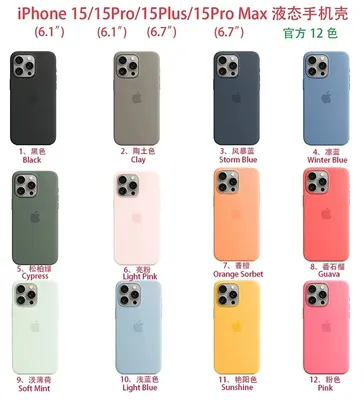 iPhone 15/15Pro/15Plus/15Pro Max 液态手机壳
(6.1") (6.1") (6.7") (6.7") 官方 12 色
1、黑色
Black
2、陶土色
Clay
3、风暴蓝
Storm Blue
4、凛蓝
Winter Blue
5、松柏绿
Cypress
6、亮粉
Light Pink
7、香橙
Orange Sorbet
8、番石榴
Guava
9、淡薄荷
Soft Mint
10、浅蓝色
Light Blue
11、艳阳色
Sunshine
12、粉色
Pink